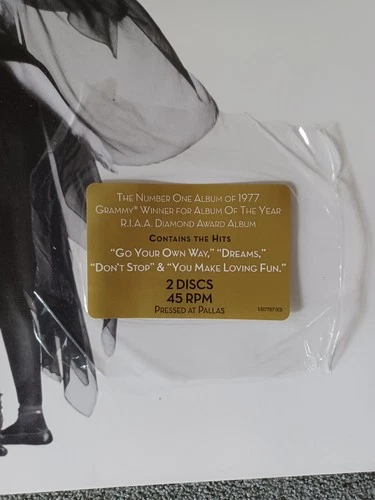 The Number One Album of 1977
Grammy® Winner for Album Of The Year
R.I.A.A. Diamond Award Album
Contains the Hits
"Go Your Own Way," "Dreams,"
"Don't Stop" & "You Make Loving Fun."
2 DISCS
45 RPM
Pressed at Pallas